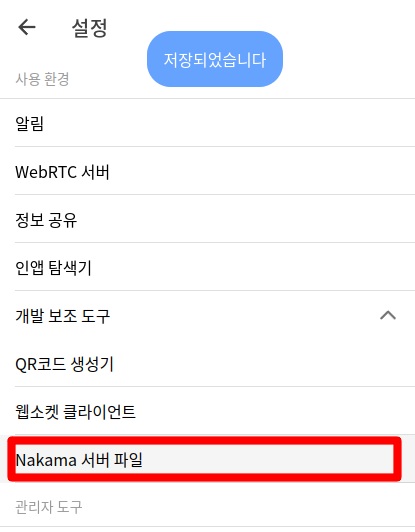 설정
저장되었습니다
사용 환경
알림
WebRTC 서버
정보 공유
인앱 탐색기
개발 보조 도구
QR코드 생성기
웹소켓 클라이언트
Nakama 서버 파일
관리자 도구